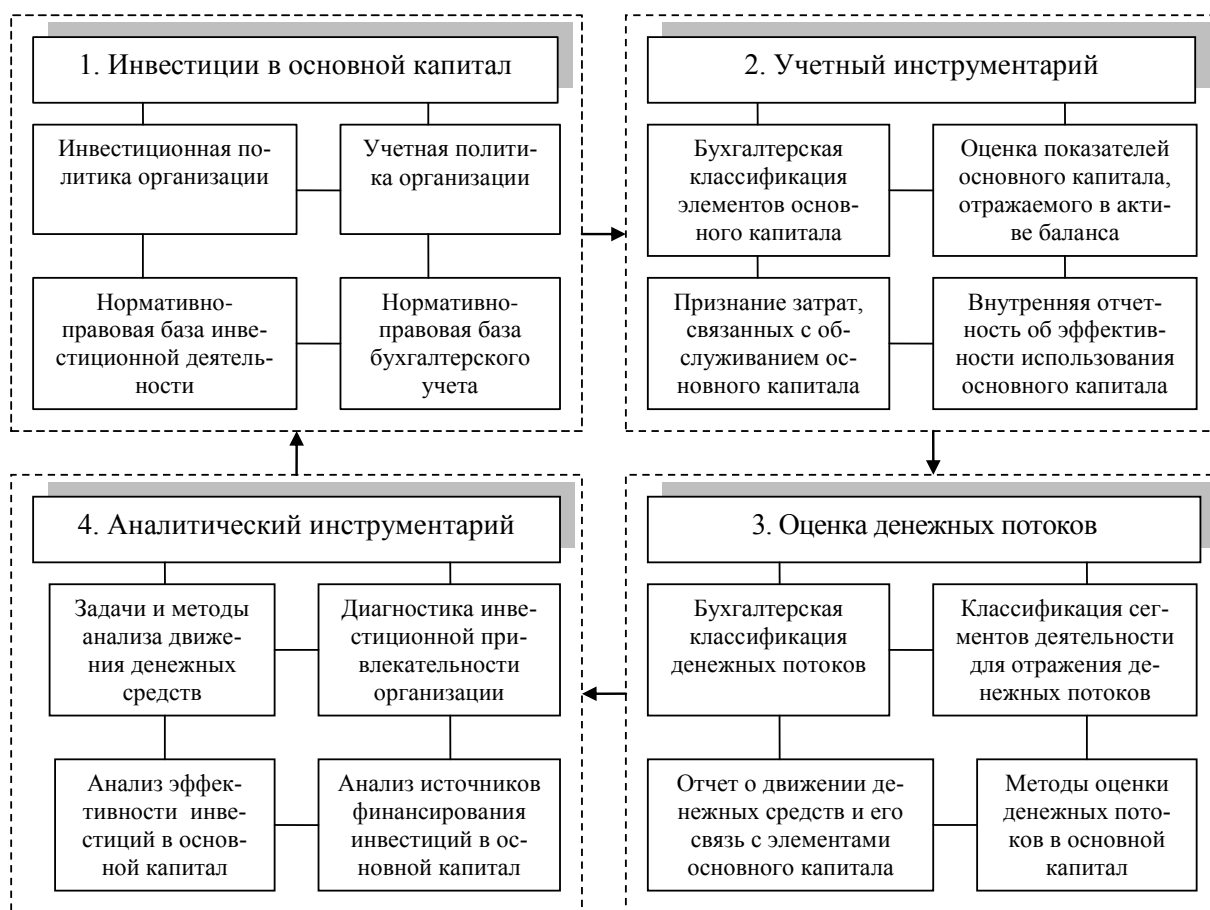 1. Инвестиции в основной капитал
Инвестиционная по-
литика организации
Учетная полити-
ка организации
Нормативно-
правовая база инве-
стиционной деятель-
ности
Нормативно-
правовая база
бухгалтерского
учета
2. Учетный инструментарий
Бухгалтерская
классификация
элементов основ-
ного капитала
Оценка показателей
основного капитала,
отражаемого в акти-
ве баланса
Признание затрат,
связанных с об-
служиванием ос-
новного капитала
Внутренняя отчет-
ность об эффектив-
ности использования
основного капитала
4. Аналитический инструментарий
Задачи и методы
анализа движе-
ния денежных
средств
Диагностика инве-
стиционной при-
влекательности
организации
Анализ эффек-
тивности инве-
стиций в основ-
ной капитал
Анализ источников
финансирования
инвестиций в ос-
новной капитал
3. Оценка денежных потоков
Бухгалтерская
классификация
денежных потоков
Классификация сег-
ментов деятельности
для отражения де-
нежных потоков
Отчет о движении де-
нежных средств и его
связь с элементами
основного капитала
Методы оценки
денежных пото-
ков в основной
капитал